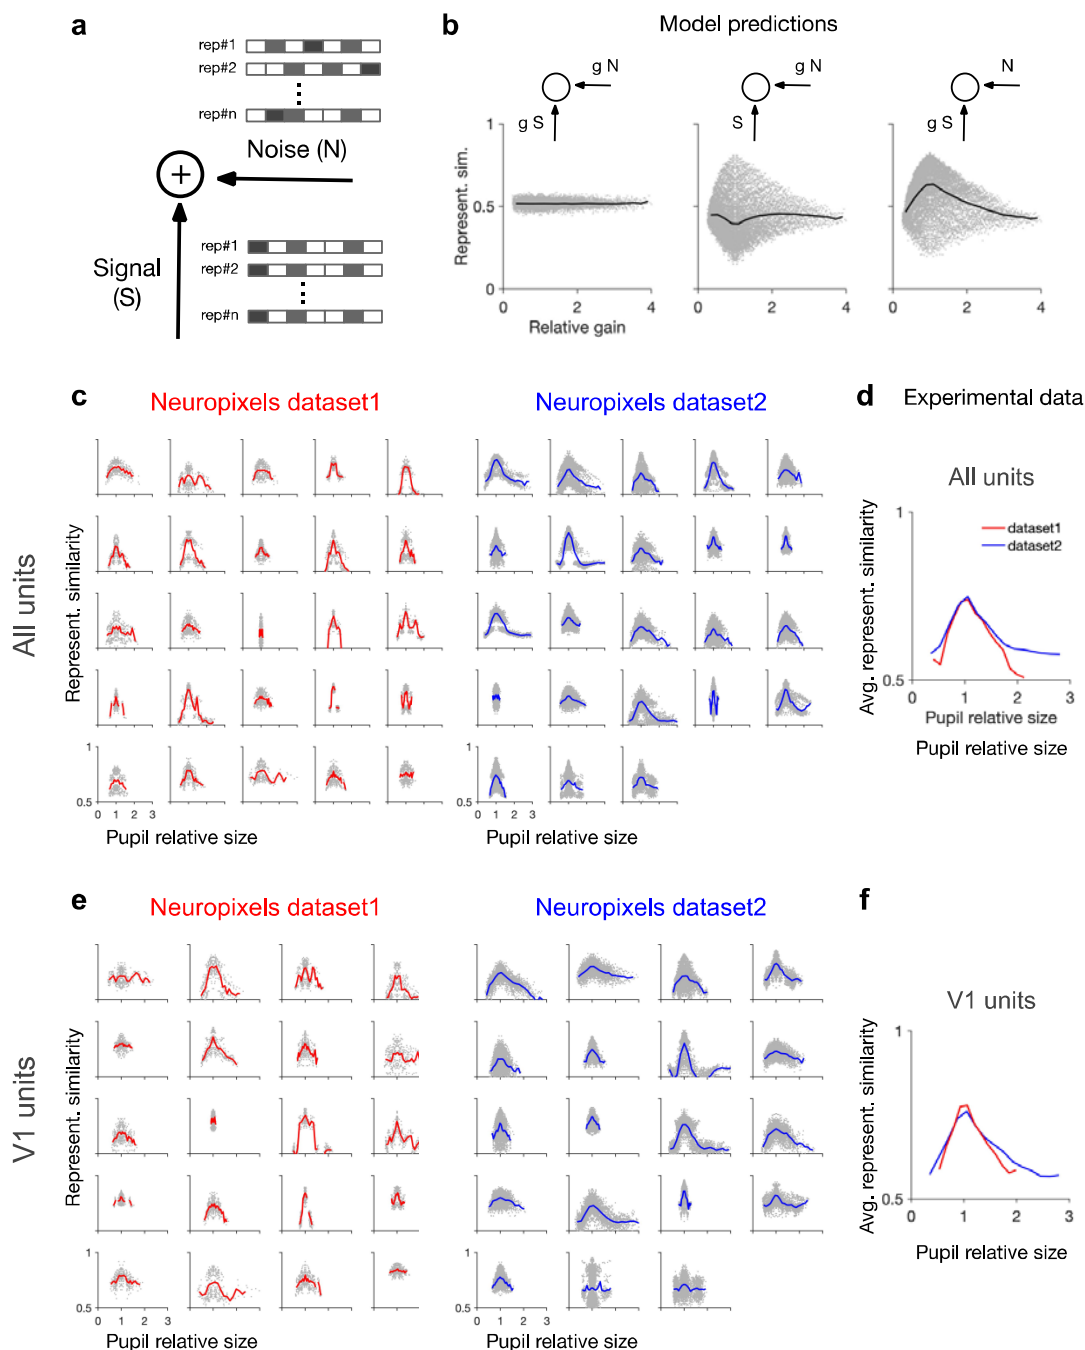 a
rep#1
rep#2
rep#n
Noise (N)
+
Signal
(S)
rep#1
rep#2
rep#n
b
Model predictions
g N
g N
N
g S
S
g S
Represent. sim.
1
0.5
0
0
2
4
0
2
4
0
2
4
Relative gain
c
Neuropixels dataset1
Neuropixels dataset2
All units
Represent. similarity
1
0.5
0
1
2
3
0
1
2
3
Pupil relative size
Pupil relative size
d
Experimental data
All units
Avg. represent. similarity
1
0.5
dataset1
dataset2
0
1
2
3
Pupil relative size
Pupil relative size
e
Neuropixels dataset1
Neuropixels dataset2
V1 units
Represent. similarity
1
0.5
0
1
2
3
0
1
2
3
Pupil relative size
Pupil relative size
f
V1 units
Avg. represent. similarity
1
0.5
0
1
2
3
Pupil relative size